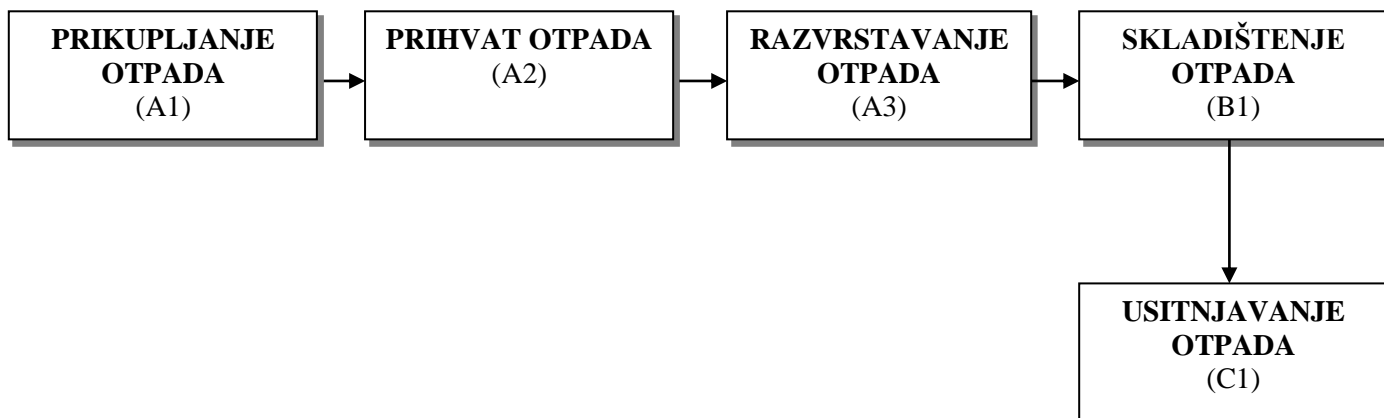 PRIKUPLJANJE
OTPADA
(A1)
PRIHVAT OTPADA
(A2)
RAZVRSTAVANJE
OTPADA
(A3)
SKLADIŠTENJE
OTPADA
(B1)
USITNJAVANJE
OTPADA
(C1)